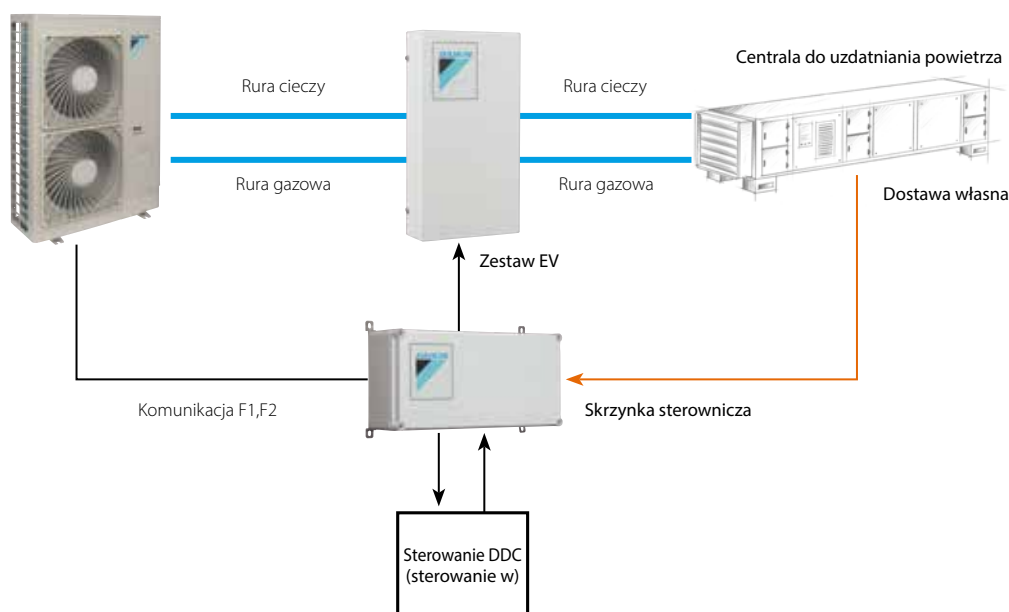 Centrala do uzdatniania powietrza
Rura cieczy
Rura cieczy
Rura gazowa
Rura gazowa
Dostawa własna
Zestaw EV
Komunikacja F1,F2
Skrzynka sterownicza
Sterowanie DDC
(sterowanie w)